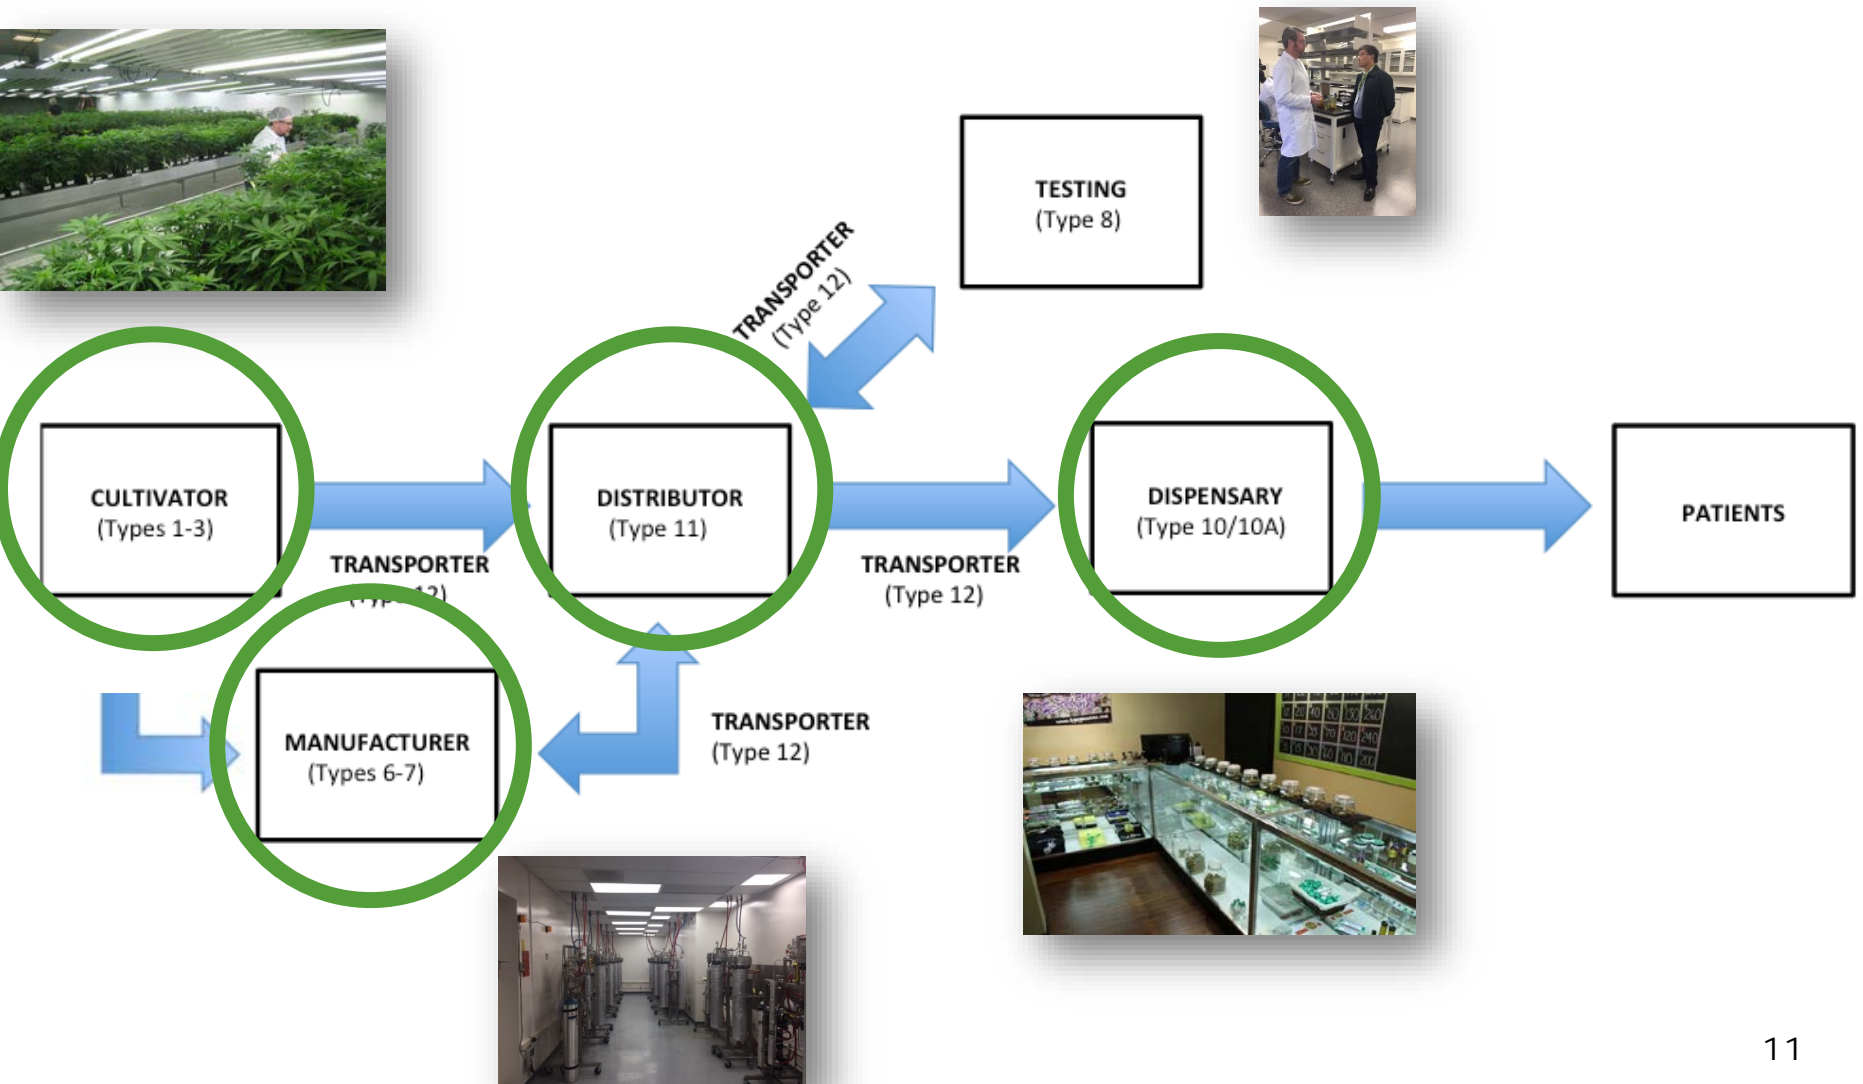 TESTING
(Type 8)
TRANSPORTER
(Type 12)
CULTIVATOR
(Types 1-3)
TRANSPORTER
DISTRIBUTOR
(Type 11)
TRANSPORTER
(Type 12)
DISPENSARY
(Type 10/10A)
PATIENTS
MANUFACTURER
(Types 6-7)
TRANSPORTER
(Type 12)
11